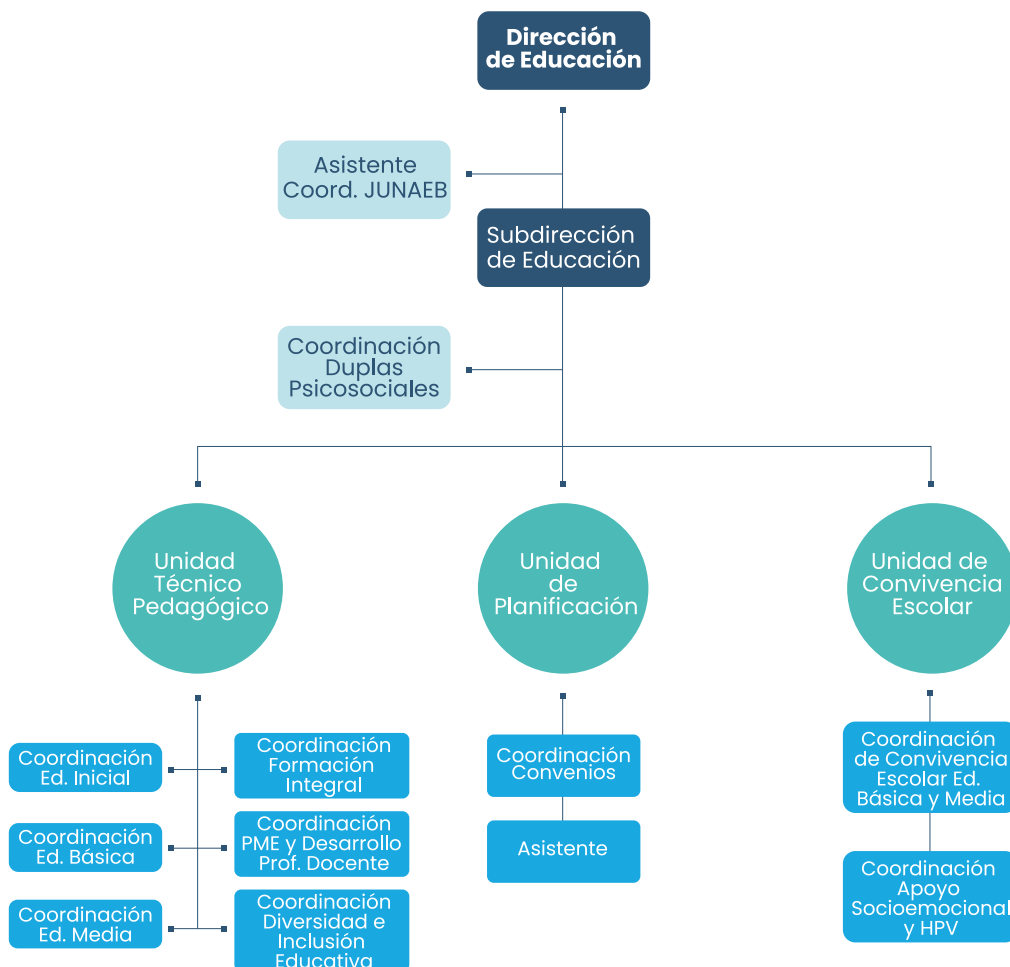 Dirección
de Educación
Asistente
Coord. JUNAEB
Subdirección
de Educación
Coordinación
Duplas
Psicosociales
Unidad
Técnico
Pedagógico
Unidad
de
Planificación
Unidad de
Convivencia
Escolar
Coordinación
Ed. Inicial
Coordinación
Ed. Básica
Coordinación
Ed. Media
Coordinación
Formación
Integral
Coordinación
PME y Desarrollo
Prof. Docente
Coordinación
Diversidad e
Inclusión
Educativa
Coordinación
Convenios
Asistente
Coordinación
de Convivencia
Escolar Ed.
Básica y Media
Coordinación
Apoyo
Socioemocional
y HPV